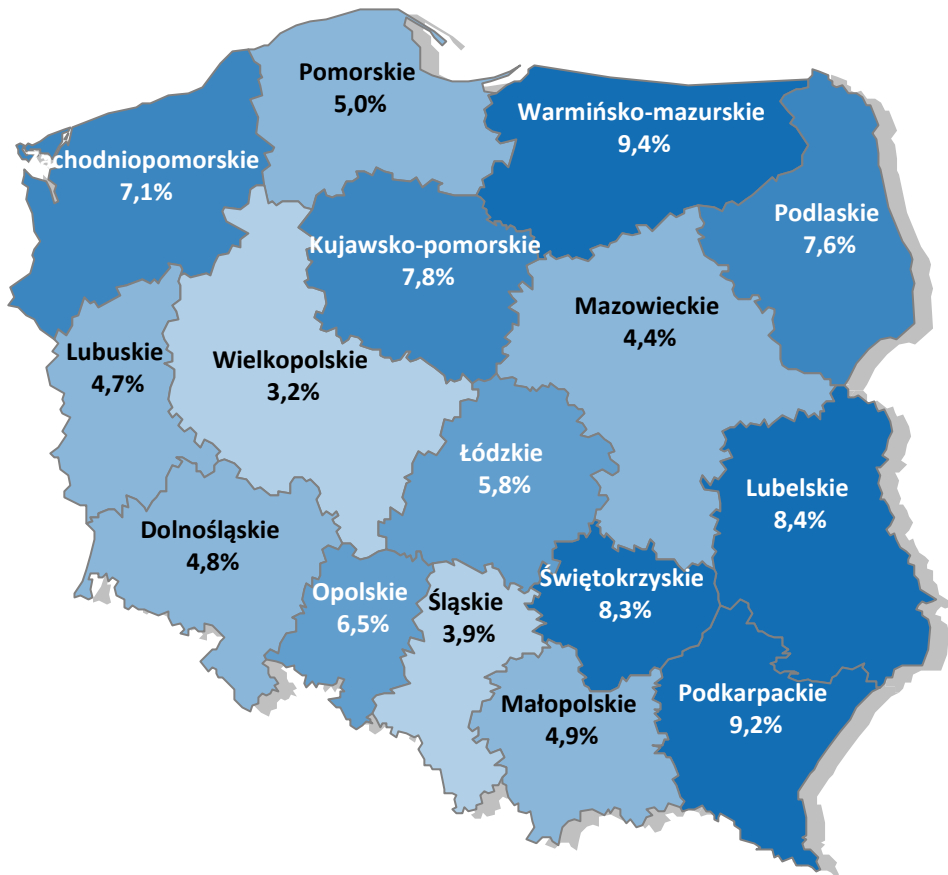 Pomorskie
5,0%
Warmińsko-mazurskie
9,4%
Zachodniopomorskie
7,1%
Podlaskie
7,6%
Kujawsko-pomorskie
7,8%
Mazowieckie
4,4%
Lubuskie
4,7%
Wielkopolskie
3,2%
Łódzkie
5,8%
Lubelskie
8,4%
Dolnośląskie
4,8%
Świętokrzyskie
8,3%
Opolskie
6,5%
Śląskie
3,9%
Małopolskie
4,9%
Podkarpackie
9,2%